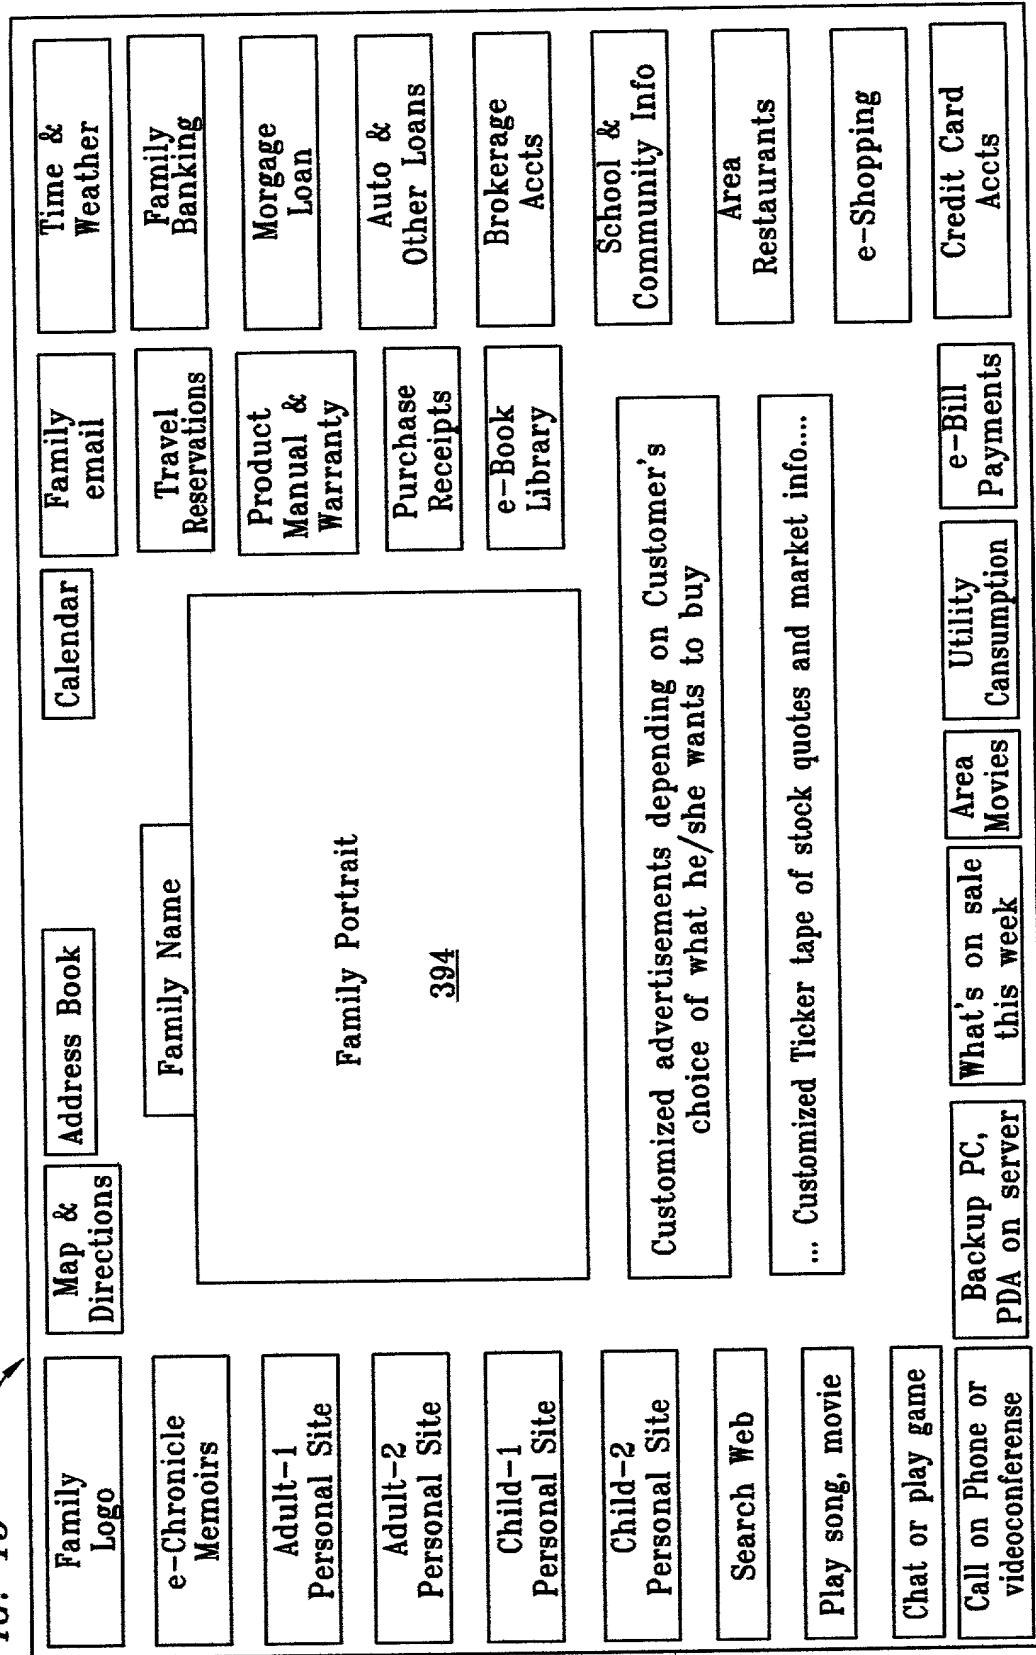 Family
Logo
Map &
Directions
Address Book
Calendar
Family
email
Time &
Weather
e-Chronicle
Memoirs
Family Name
Travel
Reservations
Family
Banking
Adult-1
Personal Site
Family Portrait
394
Product
Manual &
Warranty
Morgage
Loan
Adult-2
Personal Site
Purchase
Receipts
Auto &
Other Loans
Child-1
Personal Site
e-Book
Library
Brokerage
Accts
Child-2
Personal Site
Customized advertisements depending on Customer's
choice of what he/she wants to buy
School &
Community Info
Search Web
Area
Restaurants
Play song, movie
... Customized Ticker tape of stock quotes and market info....
e-Shopping
Chat or play game
Call on Phone or
videoconferense
Backup PC,
PDA on server
What's on sale
this week
Area
Movies
Utility
Cansumption
e-Bill
Payments
Credit Card
Accts